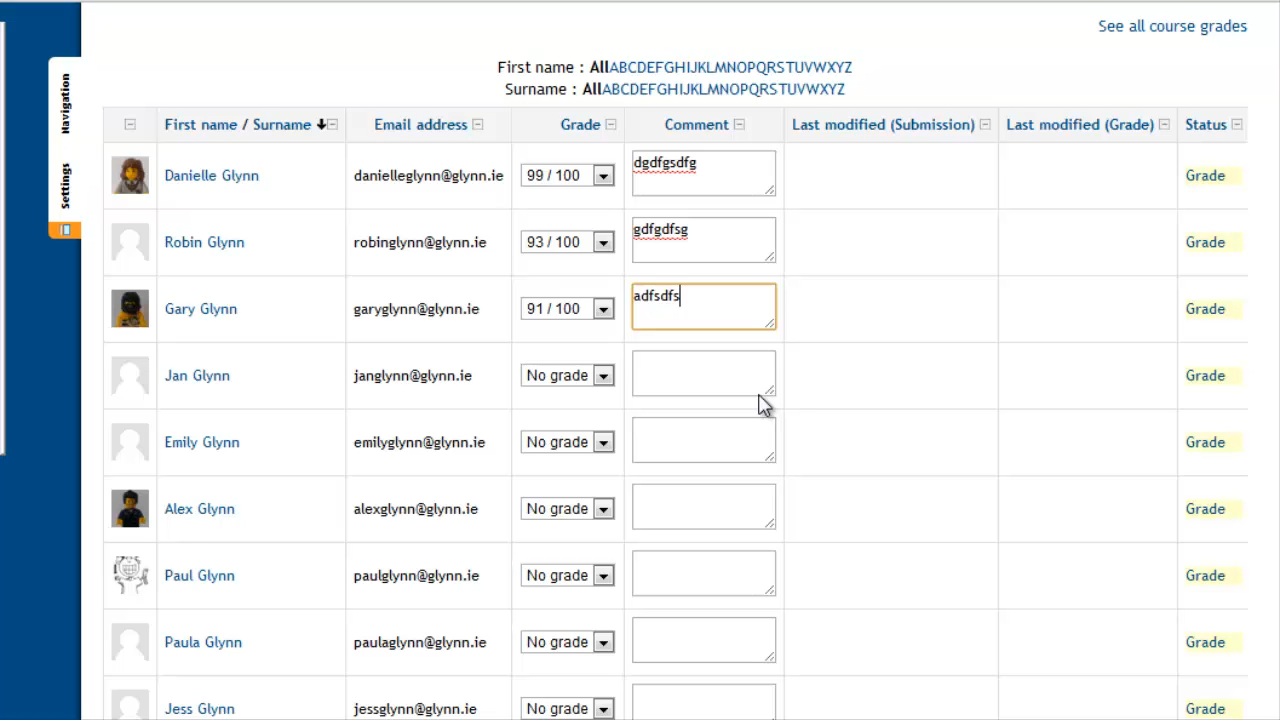 See all course grades
First name : AllABCDEFGHIJKLMNOPQRSTUVWXYZ
Surname : AllABCDEFGHIJKLMNOPQRSTUVWXYZ
Navigation
Settings
First name / Surname Email address Grade Comment Last modified (Submission) Last modified (Grade) Status
Danielle Glynn danielleglynn@glynn.ie 99 / 100 dgdfgsdfg Grade
Robin Glynn robinglynn@glynn.ie 93 / 100 gdfgdfsg Grade
Gary Glynn garyglynn@glynn.ie 91 / 100 adfsdfs Grade
Jan Glynn janglynn@glynn.ie No grade Grade
Emily Glynn emilyglynn@glynn.ie No grade Grade
Alex Glynn alexglynn@glynn.ie No grade Grade
Paul Glynn paulglynn@glynn.ie No grade Grade
Paula Glynn paulaglynn@glynn.ie No grade Grade
Jess Glynn jessglynn@glynn.ie No grade Grade